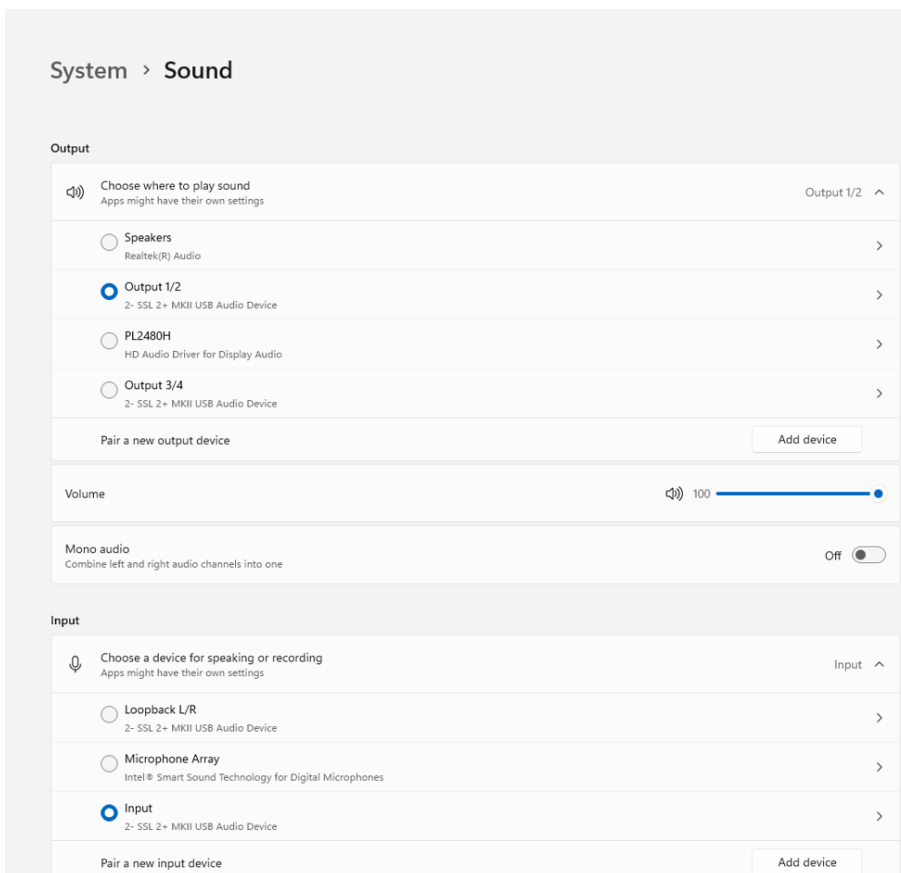 System > Sound
Output
Choose where to play sound
Apps might have their own settings
Output 1/2
Speakers
Realtek(R) Audio
Output 1/2
2- SSL 2+ MKII USB Audio Device
PL2480H
HD Audio Driver for Display Audio
Output 3/4
2- SSL 2+ MKII USB Audio Device
Pair a new output device
Add device
Volume
100
Mono audio
Combine left and right audio channels into one
Off
Input
Choose a device for speaking or recording
Apps might have their own settings
Input
Loopback L/R
2- SSL 2+ MKII USB Audio Device
Microphone Array
Intel® Smart Sound Technology for Digital Microphones
Input
2- SSL 2+ MKII USB Audio Device
Pair a new input device
Add device